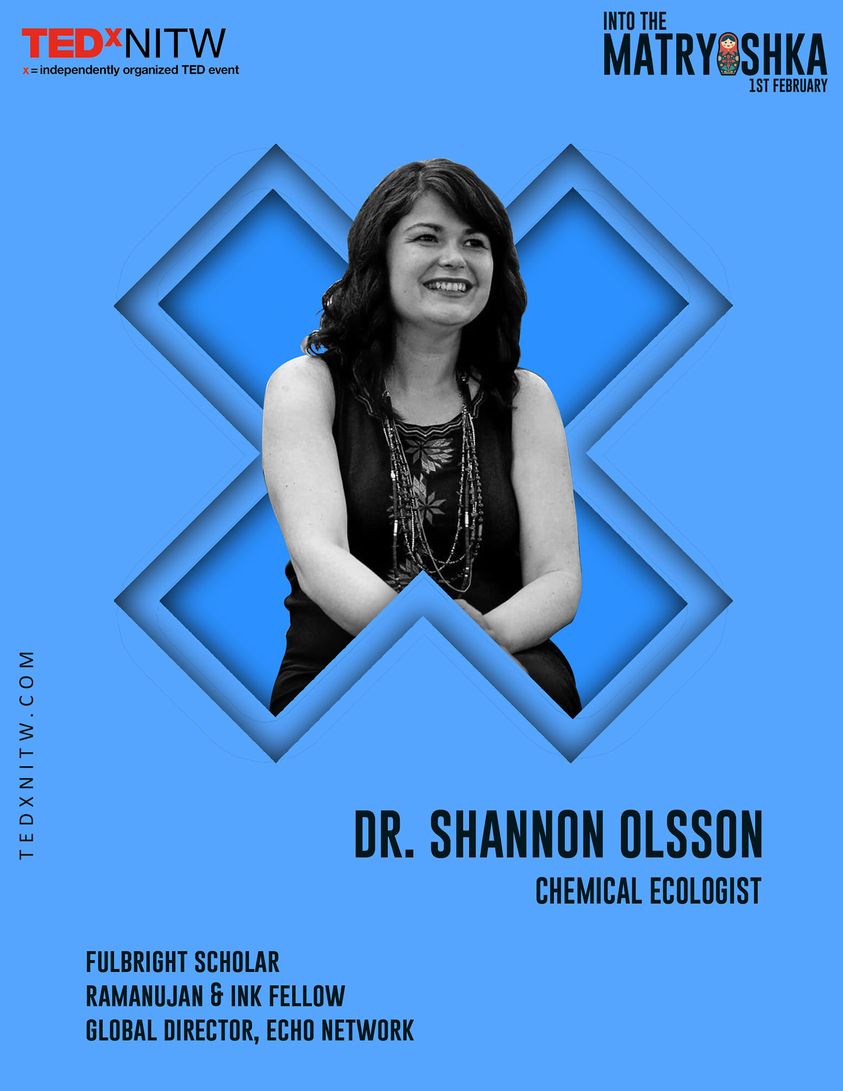 TEDxNITW
x = independently organized TED event
INTO THE
MATRYOSHKA
1ST FEBRUARY
TEDXNITW.COM
DR. SHANNON OLSSON
CHEMICAL ECOLOGIST
FULBRIGHT SCHOLAR
RAMANUJAN & INK FELLOW
GLOBAL DIRECTOR, ECHO NETWORK